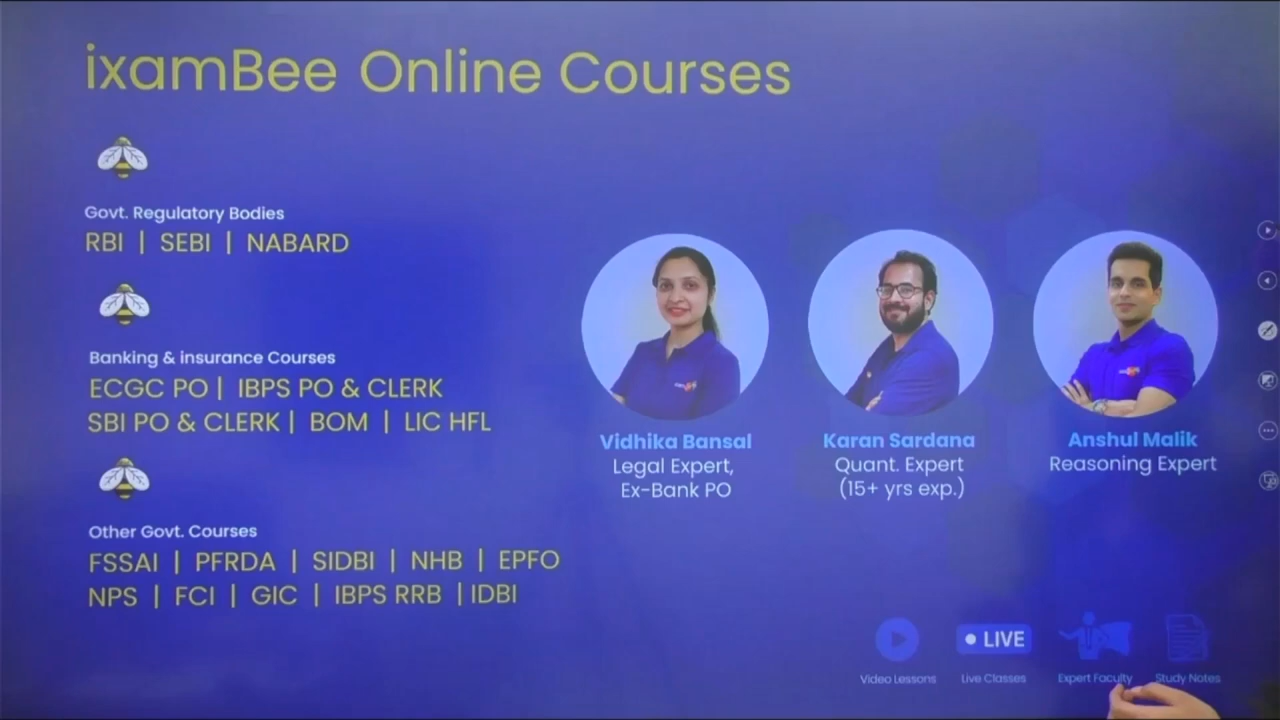 ixamBee Online Courses
Govt. Regulatory Bodies
RBI | SEBI | NABARD
Banking & insurance Courses
ECGC PO | IBPS PO & CLERK
SBI PO & CLERK | BOM | LIC HFL
Other Govt. Courses
FSSAI | PFRDA | SIDBI | NHB | EPFO
NPS | FCI | GIC | IBPS RRB | IDBI
Vidhika Bansal
Legal Expert,
Ex-Bank PO
Karan Sardana
Quant. Expert
(15+ yrs exp.)
Anshul Malik
Reasoning Expert
LIVE
Video Lessons
Live Classes
Expert Faculty
Study Notes